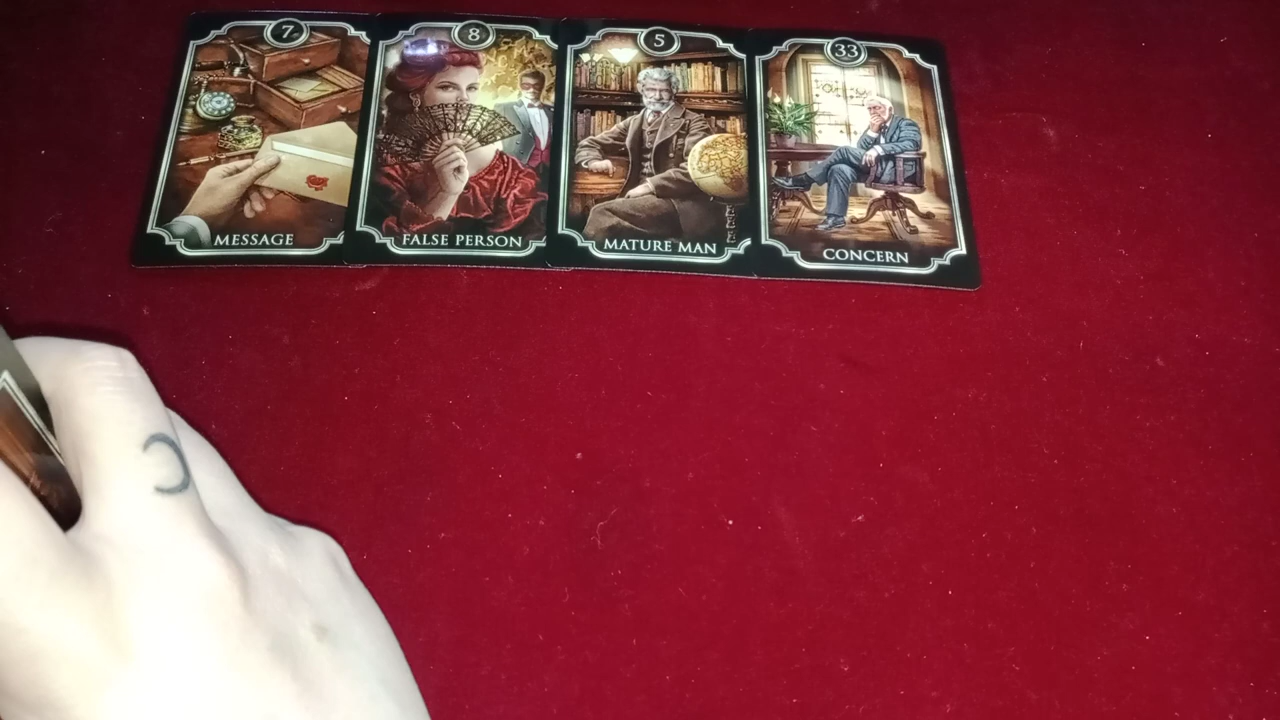 7
MESSAGE
8
FALSE PERSON
5
MATURE MAN
33
CONCERN